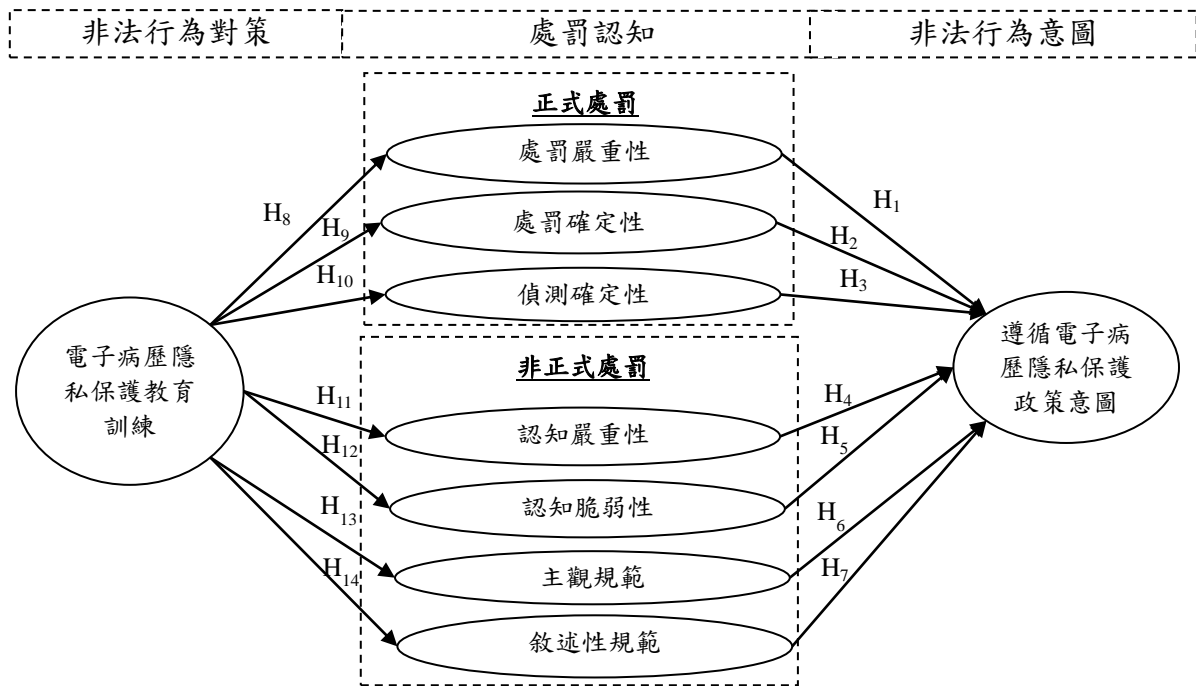 非法行為對策
處罰認知
非法行為意圖
正式處罰
處罰嚴重性
處罰確定性
偵測確定性
H8
H9
H10
H1
H2
H3
電子病歷隱
私保護教育
訓練
遵循電子病
歷隱私保護
政策意圖
非正式處罰
認知嚴重性
認知脆弱性
主觀規範
敘述性規範
H11
H12
H13
H14
H4
H5
H6
H7